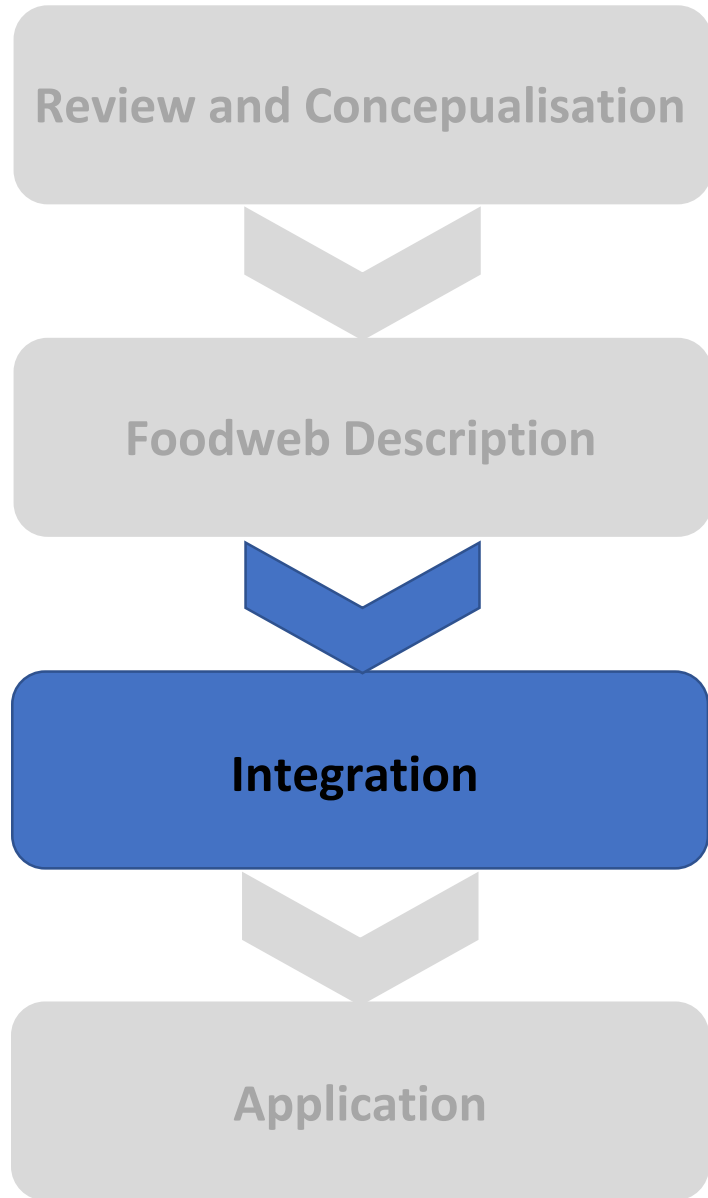 Review and Concepualisation
Foodweb Description
Integration
Application